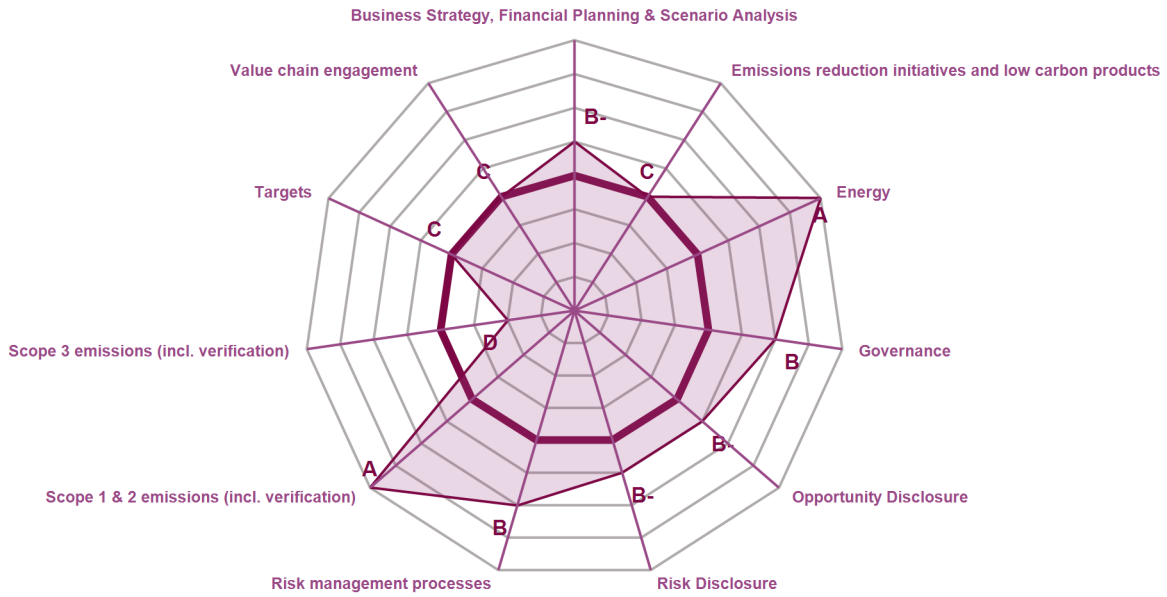 Business Strategy, Financial Planning & Scenario Analysis
Value chain engagement
Emissions reduction initiatives and low carbon products
B-
C
C
Targets
Energy
A
C
D
Scope 3 emissions (incl. verification)
Governance
B
B-
A
Scope 1 & 2 emissions (incl. verification)
Opportunity Disclosure
B-
B
Risk management processes
Risk Disclosure